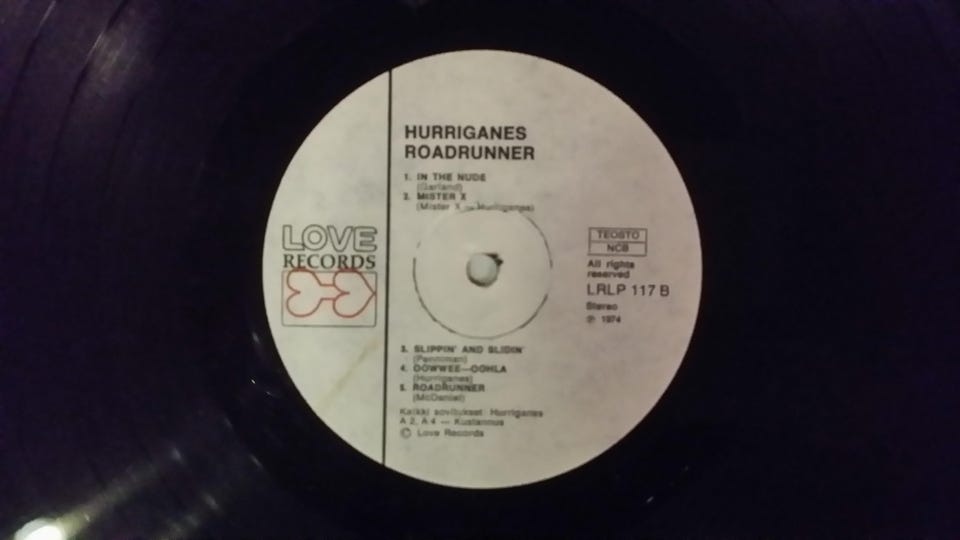 HURRIGANES
ROADRUNNER
1. IN THE NUDE
(Garland)
2. MISTER X
(Mister X — Hurriganes)
LOVE
RECORDS
TEOSTO
NCB
All rights
reserved
LRLP 117 B
Stereo
℗ 1974
3. SLIPPIN' AND SLIDIN'
(Penniman)
4. OOWWEE—OOHLA
(Hurriganes)
5. ROADRUNNER
(McDaniel)
Kaikki sovitukset: Hurriganes
A 2, A 4 — Kustannus
© Love Records